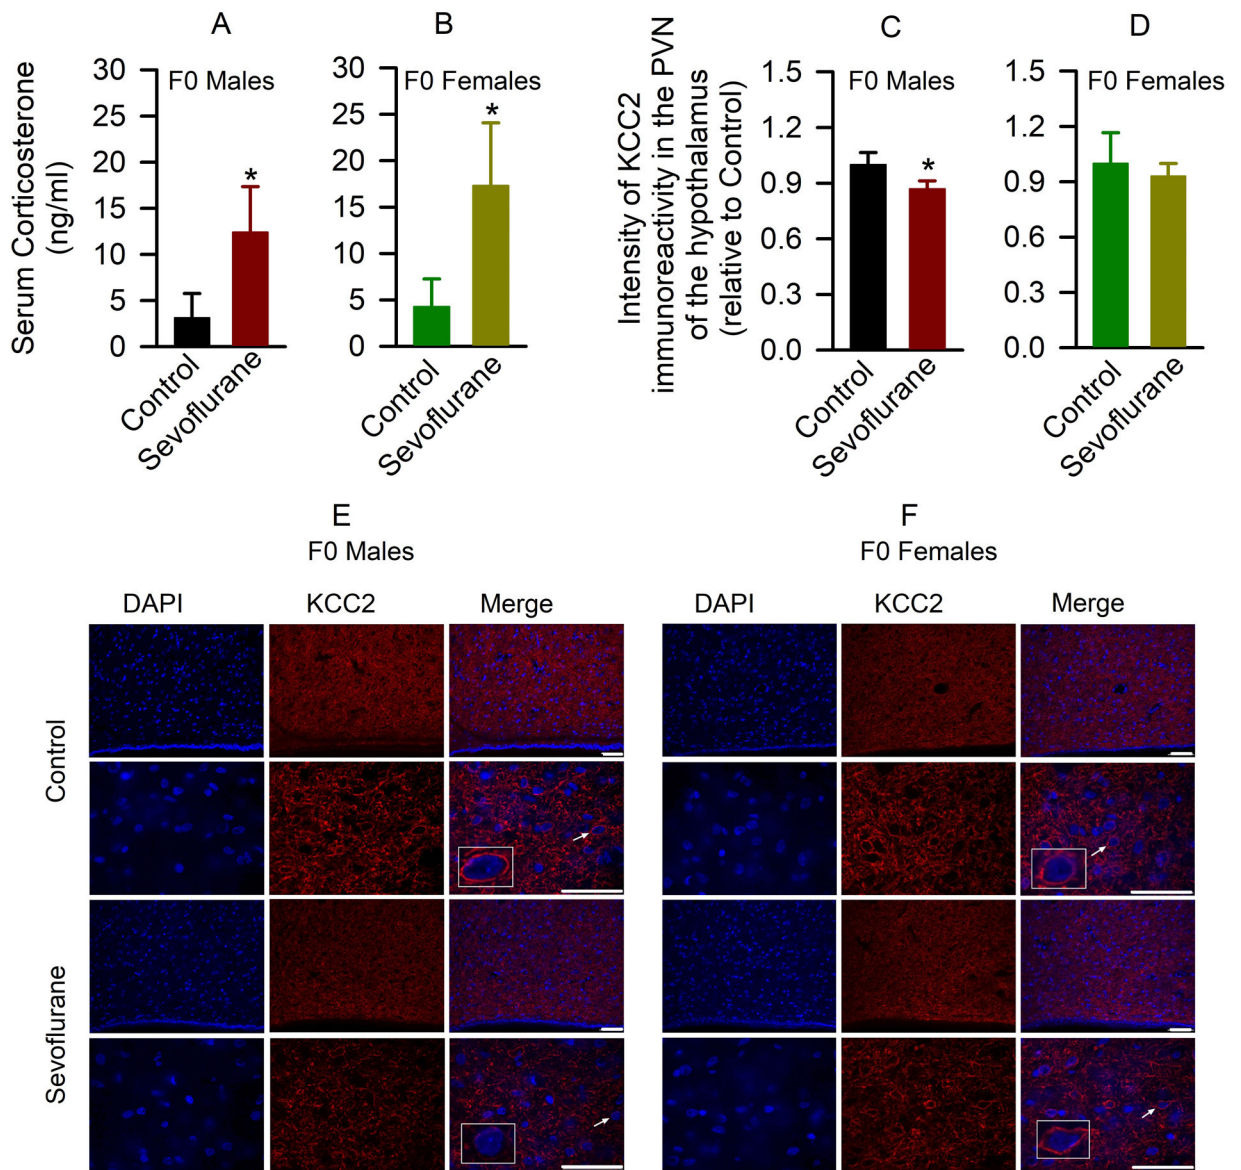 A
B
C
D
Serum Corticosterone
(ng/ml)
30
25
20
15
10
5
0
F0 Males
*
Control
Sevoflurane
30
25
20
15
10
5
0
F0 Females
*
Control
Sevoflurane
Intensity of KCC2
immunoreactivity in the PVN
of the hypothalamus
(relative to Control)
1.5
1.2
0.9
0.6
0.3
0.0
F0 Males
*
Control
Sevoflurane
1.5
1.2
0.9
0.6
0.3
0.0
F0 Females
Control
Sevoflurane
E
F0 Males
DAPI KCC2 Merge
Control
Sevoflurane
F
F0 Females
DAPI KCC2 Merge